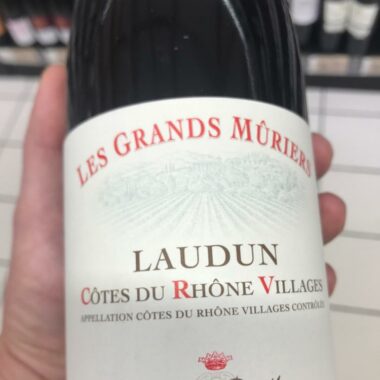 LES GRANDS MÛRIERS
LAUDUN
CÔTES DU RHÔNE VILLAGES
APPELLATION CÔTES DU RHÔNE VILLAGES CONTRÔLÉE